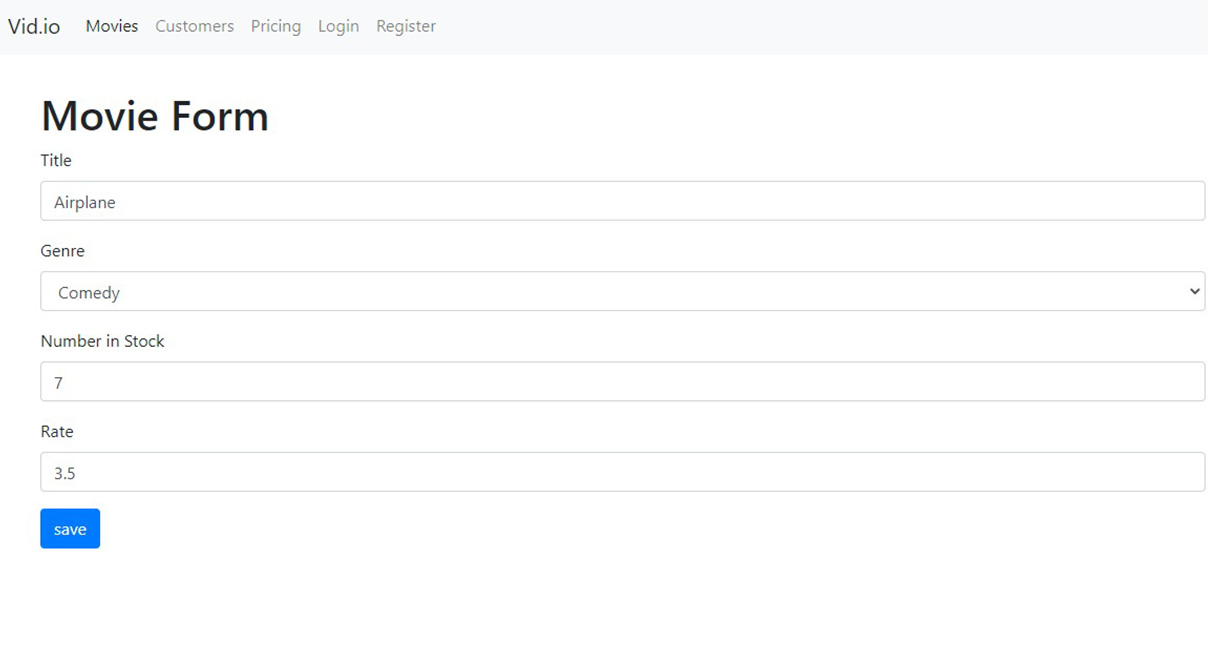 Vid.io Movies Customers Pricing Login Register
Movie Form
Title
Airplane
Genre
Comedy
Number in Stock
7
Rate
3.5
save